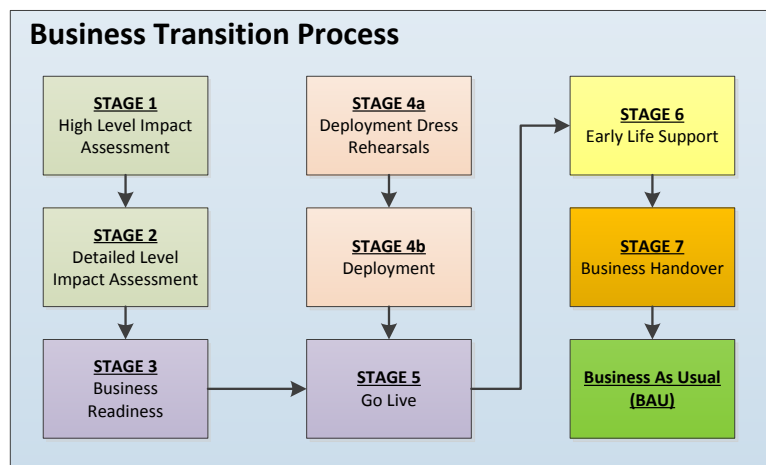 Business Transition Process
STAGE 1
High Level Impact
Assessment
STAGE 2
Detailed Level
Impact Assessment
STAGE 3
Business
Readiness
STAGE 4a
Deployment Dress
Rehearsals
STAGE 4b
Deployment
STAGE 5
Go Live
STAGE 6
Early Life Support
STAGE 7
Business Handover
Business As Usual
(BAU)